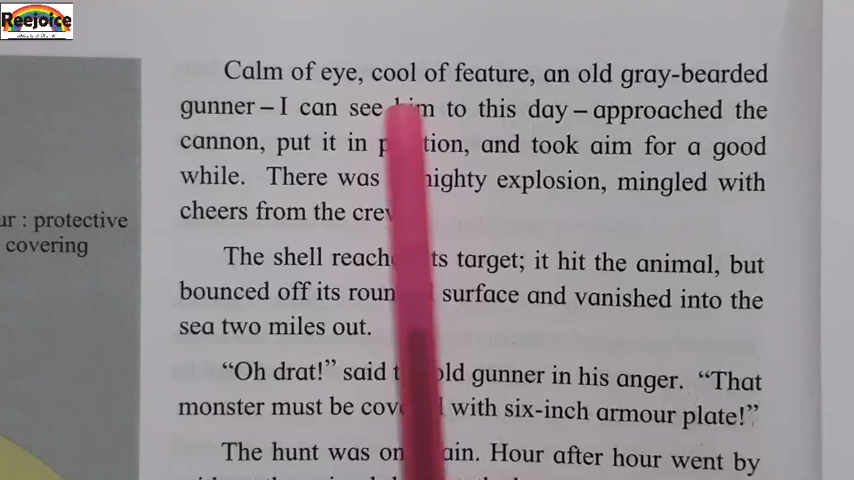 Reejoice
Calm of eye, cool of feature, an old gray-bearded
gunner – I can see him to this day – approached the
cannon, put it in tion, and took aim for a good
while. There was mighty explosion, mingled with
cheers from the crew
ur : protective
covering
The shell reach ts target; it hit the animal, but
bounced off its roun surface and vanished into the
sea two miles out.
"Oh drat!" said old gunner in his anger. "That
monster must be cov with six-inch armour plate!"
The hunt was on ain. Hour after hour went by